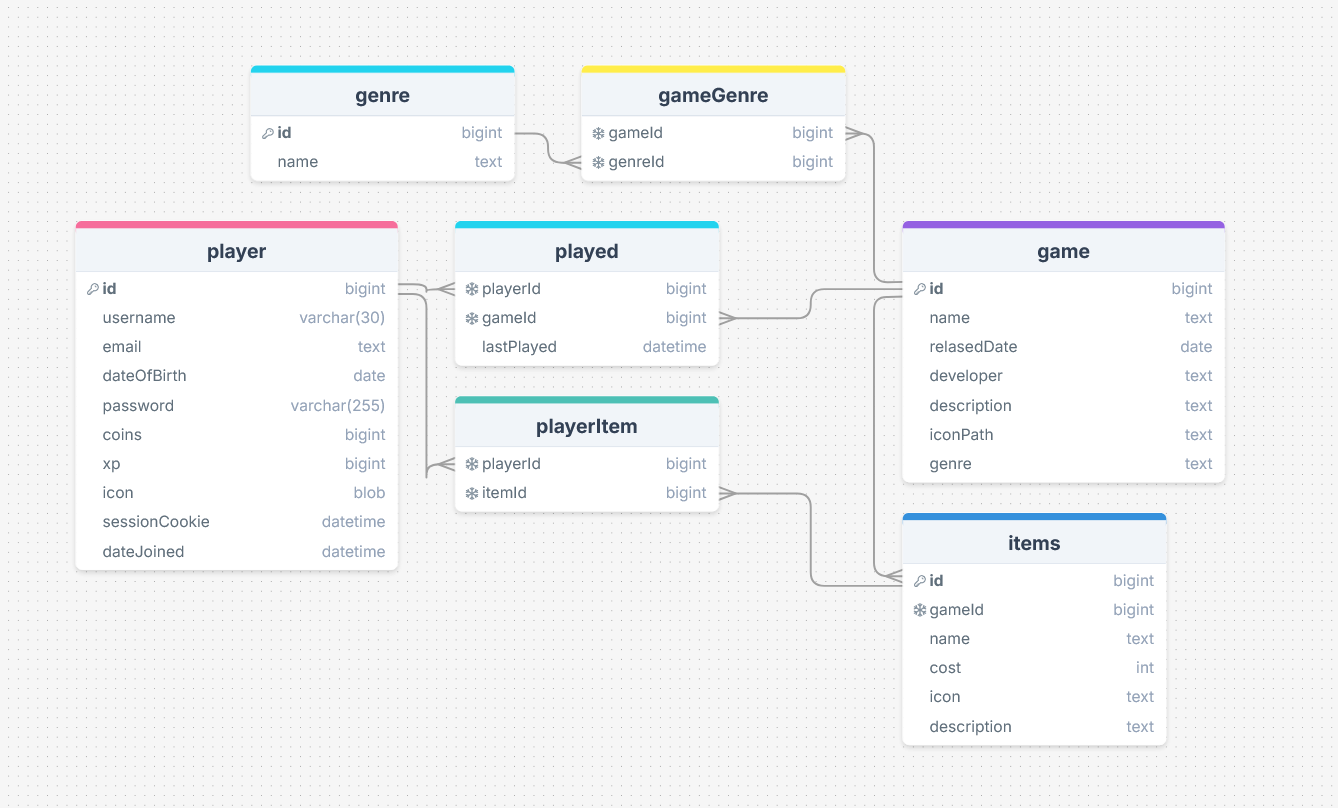 genre
id bigint
name text
gameGenre
gameId bigint
genreId bigint
player
id bigint
username varchar(30)
email text
dateOfBirth date
password varchar(255)
coins bigint
xp bigint
icon blob
sessionCookie datetime
dateJoined datetime
played
playerId bigint
gameId bigint
lastPlayed datetime
playerItem
playerId bigint
itemId bigint
game
id bigint
name text
relasedDate date
developer text
description text
iconPath text
genre text
items
id bigint
gameId bigint
name text
cost int
icon text
description text